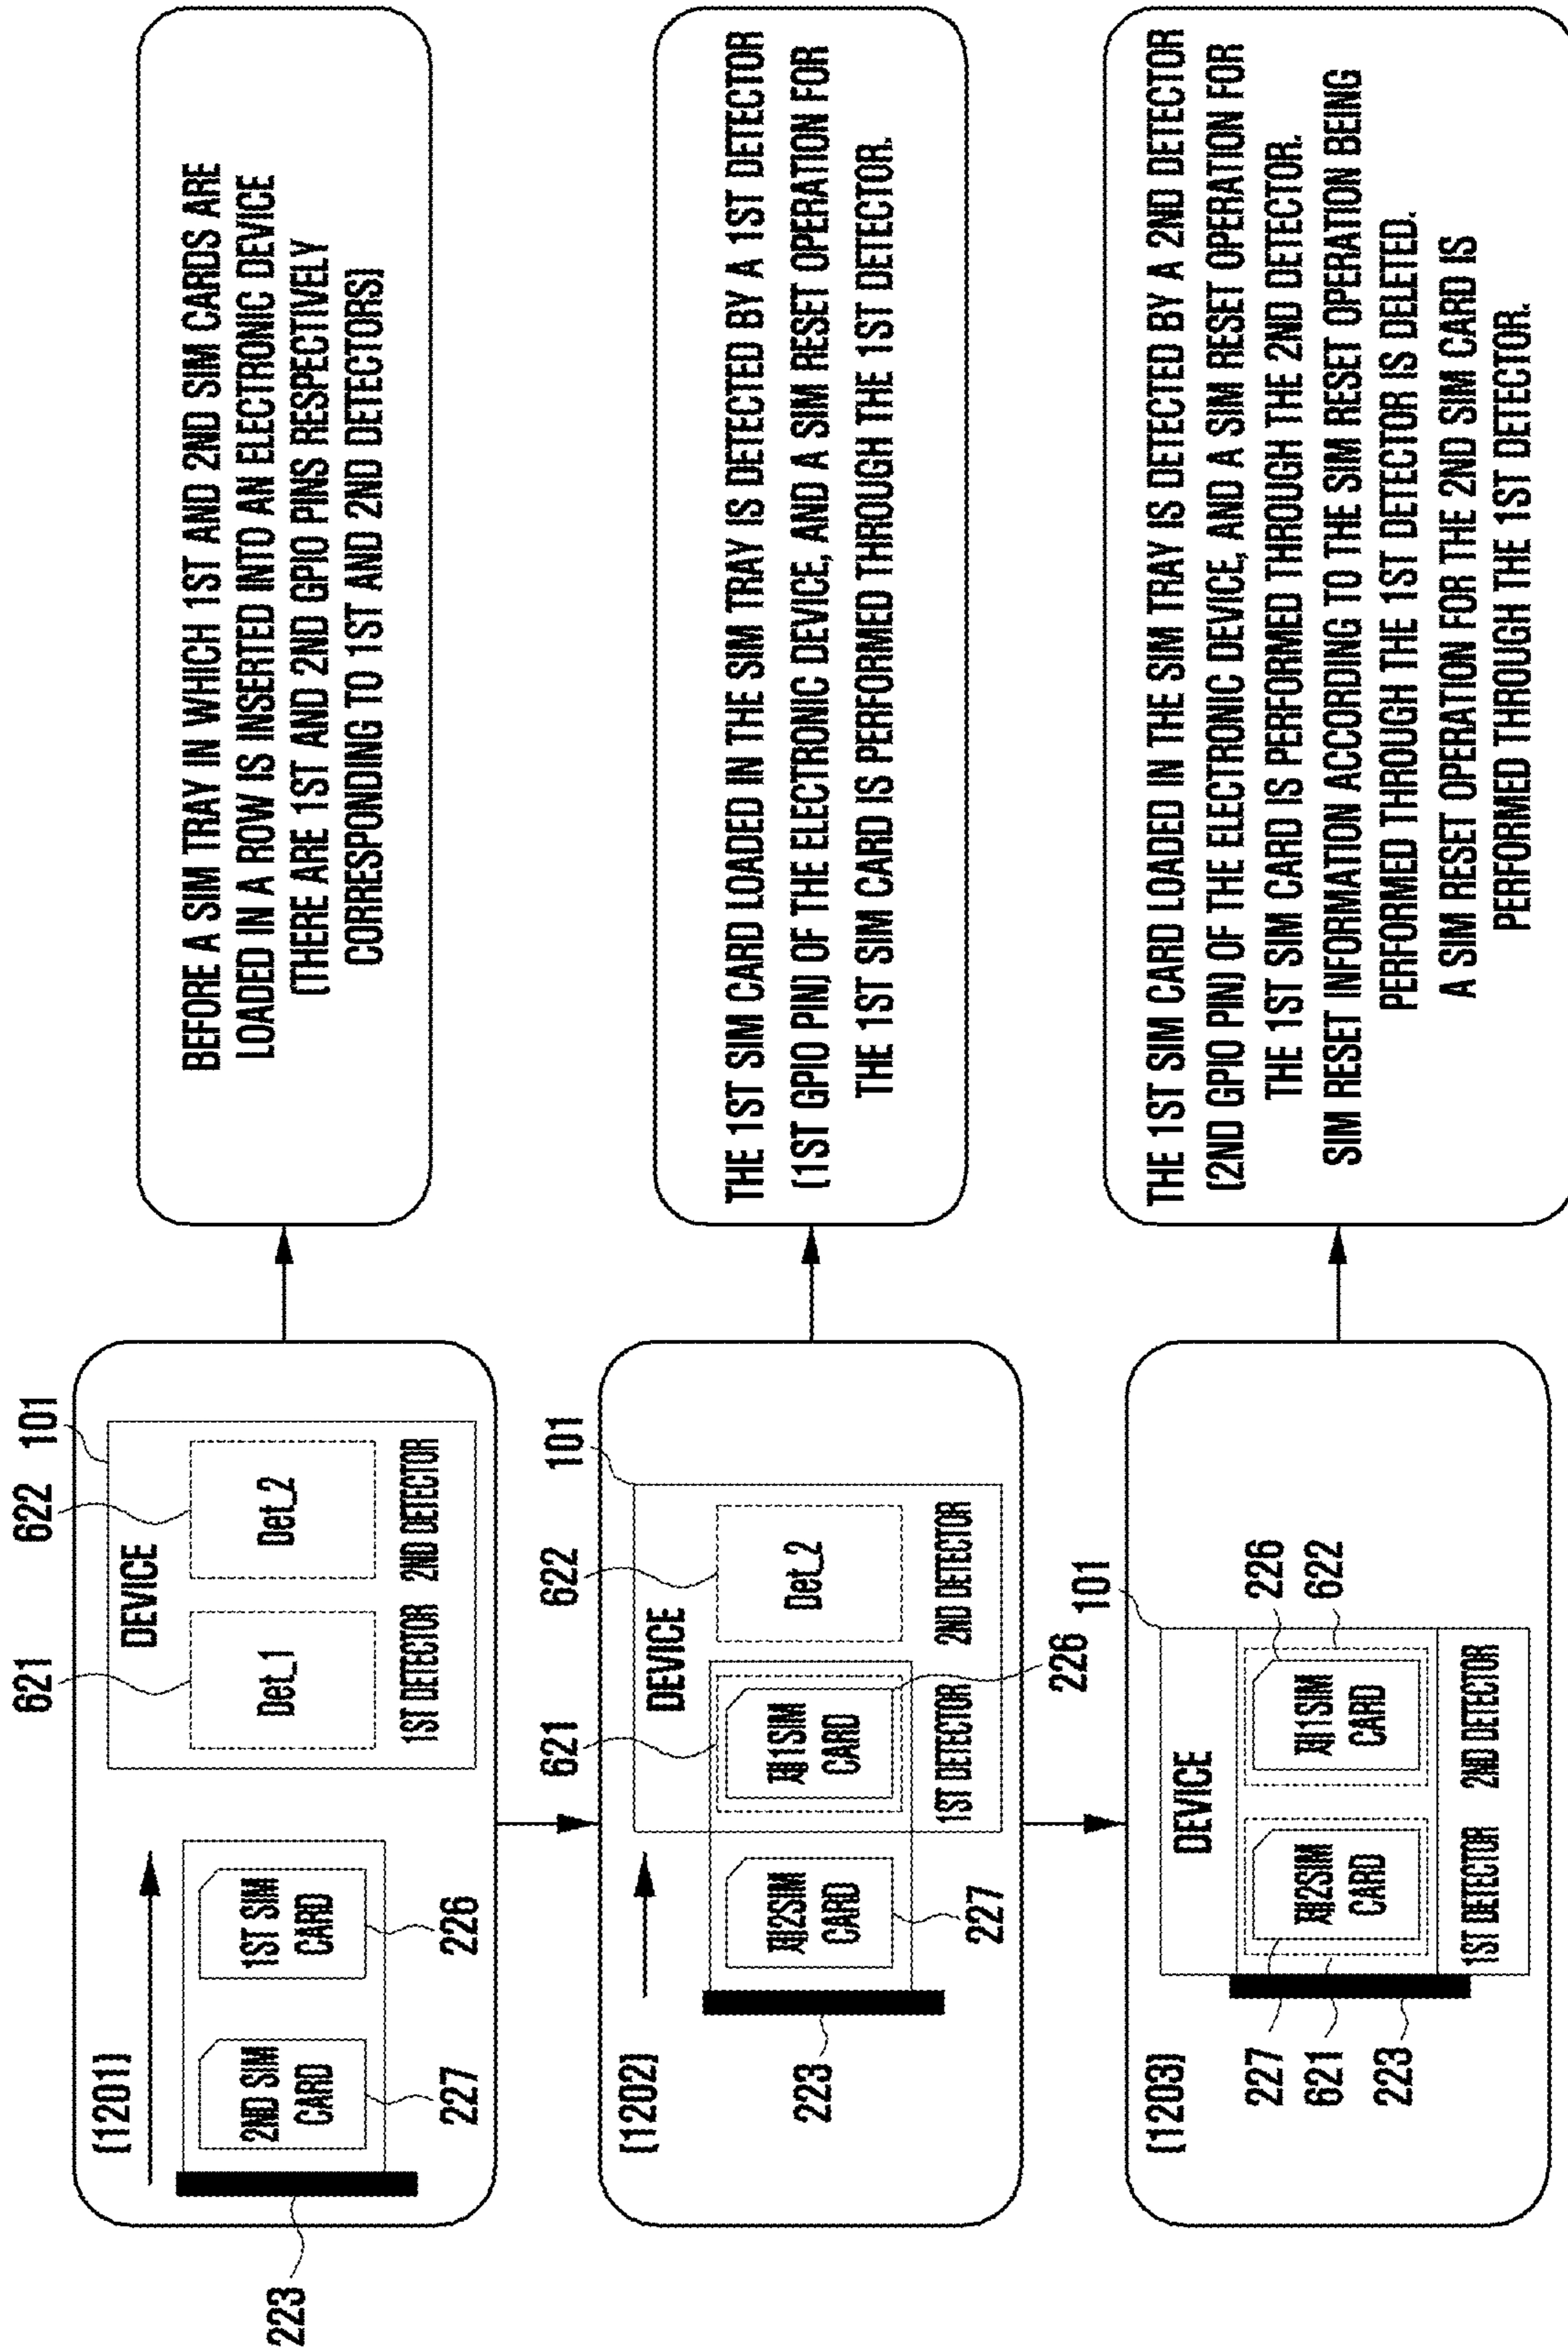 [1201]
223
2ND SIM
CARD
227
1ST SIM
CARD
226
DEVICE
621
Det_1
1ST DETECTOR
622
Det_2
2ND DETECTOR
101
BEFORE A SIM TRAY IN WHICH 1ST AND 2ND SIM CARDS ARE
LOADED IN A ROW IS INSERTED INTO AN ELECTRONIC DEVICE
(THERE ARE 1ST AND 2ND GPIO PINS RESPECTIVELY
CORRESPONDING TO 1ST AND 2ND DETECTORS)
[1202]
223
제2SIM
CARD
227
DEVICE
621
제1SIM
CARD
226
1ST DETECTOR
622
Det_2
2ND DETECTOR
101
THE 1ST SIM CARD LOADED IN THE SIM TRAY IS DETECTED BY A 1ST DETECTOR
(1ST GPIO PIN) OF THE ELECTRONIC DEVICE, AND A SIM RESET OPERATION FOR
THE 1ST SIM CARD IS PERFORMED THROUGH THE 1ST DETECTOR.
[1203]
227
621
223
DEVICE
제2SIM
CARD
1ST DETECTOR
제1SIM
CARD
2ND DETECTOR
101
226
622
THE 1ST SIM CARD LOADED IN THE SIM TRAY IS DETECTED BY A 2ND DETECTOR
(2ND GPIO PIN) OF THE ELECTRONIC DEVICE, AND A SIM RESET OPERATION FOR
THE 1ST SIM CARD IS PERFORMED THROUGH THE 2ND DETECTOR.
SIM RESET INFORMATION ACCORDING TO THE SIM RESET OPERATION BEING
PERFORMED THROUGH THE 1ST DETECTOR IS DELETED.
A SIM RESET OPERATION FOR THE 2ND SIM CARD IS
PERFORMED THROUGH THE 1ST DETECTOR.